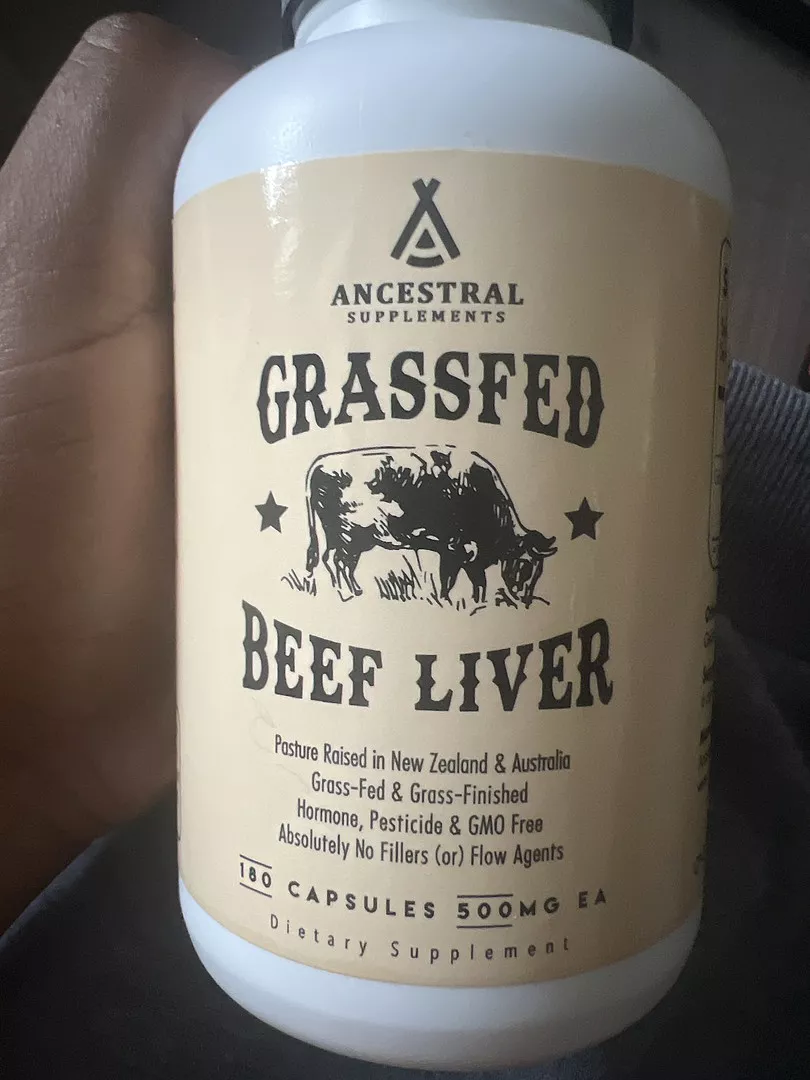 ANCESTRAL
SUPPLEMENTS
GRASSFED
BEEF LIVER
Pasture Raised in New Zealand & Australia
Grass-Fed & Grass-Finished
Hormone, Pesticide & GMO Free
Absolutely No Fillers (or) Flow Agents
180 CAPSULES 500MG EA
Dietary Supplement